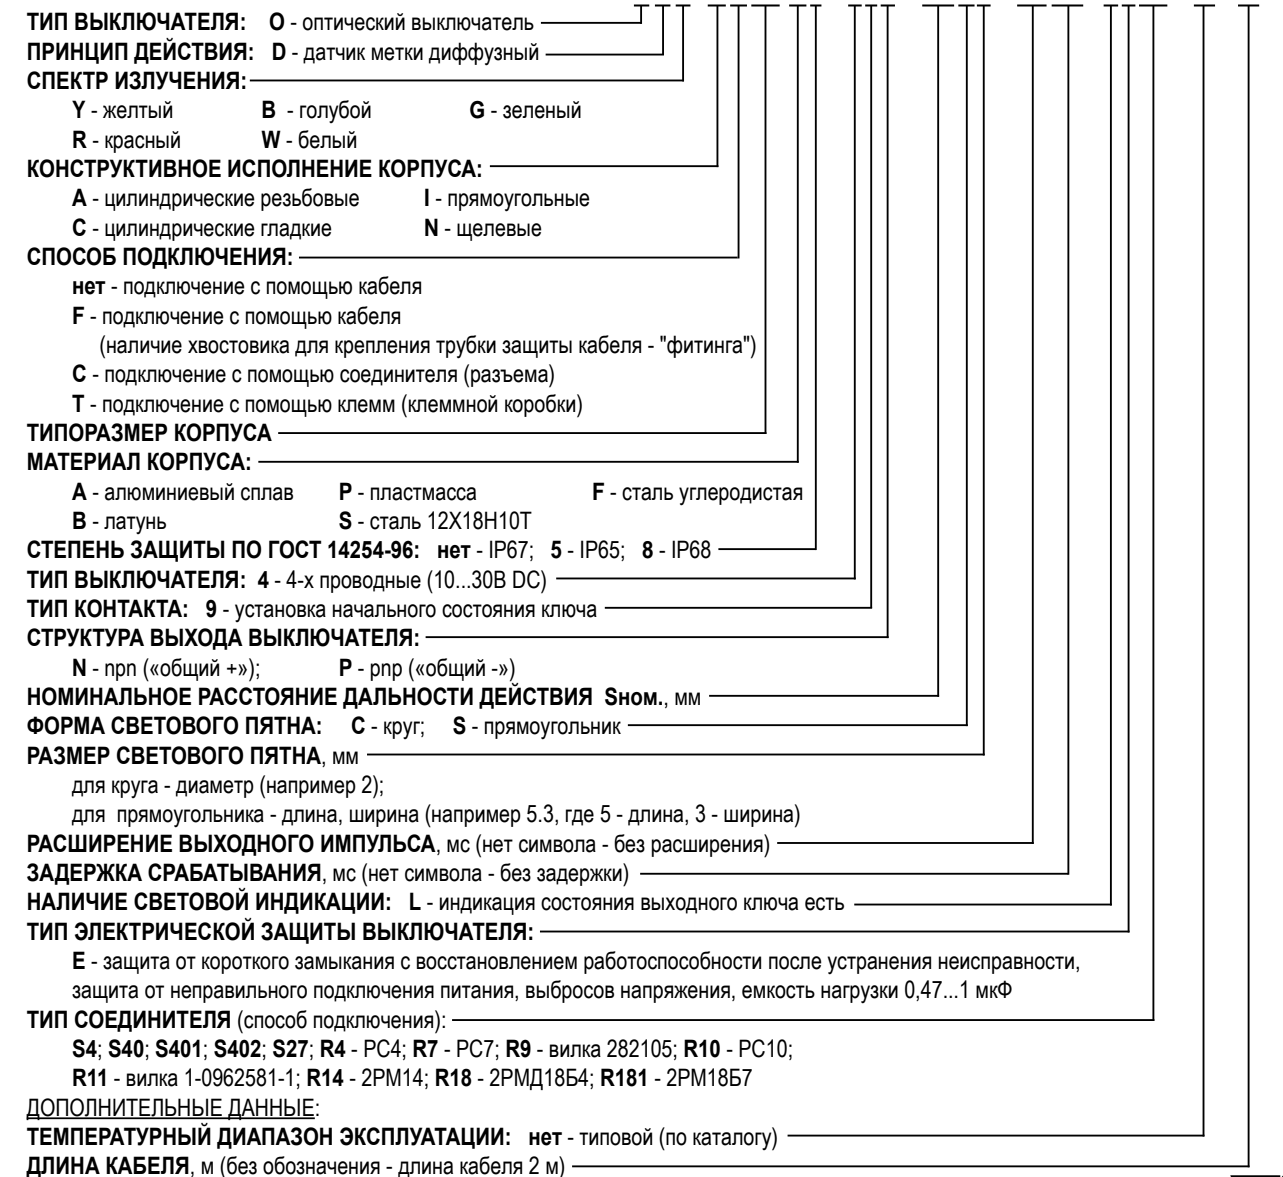 ТИП ВЫКЛЮЧАТЕЛЯ: O - оптический выключатель
ПРИНЦИП ДЕЙСТВИЯ: D - датчик метки диффузный
СПЕКТР ИЗЛУЧЕНИЯ:
Y - желтый B - голубой G - зеленый
R - красный W - белый
КОНСТРУКТИВНОЕ ИСПОЛНЕНИЕ КОРПУСА:
A - цилиндрические резьбовые I - прямоугольные
C - цилиндрические гладкие N - щелевые
СПОСОБ ПОДКЛЮЧЕНИЯ:
нет - подключение с помощью кабеля
F - подключение с помощью кабеля
(наличие хвостовика для крепления трубки защиты кабеля - "фитинга")
C - подключение с помощью соединителя (разъема)
T - подключение с помощью клемм (клеммной коробки)
ТИПОРАЗМЕР КОРПУСА
МАТЕРИАЛ КОРПУСА:
A - алюминиевый сплав P - пластмасса F - сталь углеродистая
B - латунь S - сталь 12Х18Н10Т
СТЕПЕНЬ ЗАЩИТЫ ПО ГОСТ 14254-96: нет - IP67; 5 - IP65; 8 - IP68
ТИП ВЫКЛЮЧАТЕЛЯ: 4 - 4-х проводные (10...30В DC)
ТИП КОНТАКТА: 9 - установка начального состояния ключа
СТРУКТУРА ВЫХОДА ВЫКЛЮЧАТЕЛЯ:
N - npn («общий +»); P - pnp («общий -»)
НОМИНАЛЬНОЕ РАССТОЯНИЕ ДАЛЬНОСТИ ДЕЙСТВИЯ Sном., мм
ФОРМА СВЕТОВОГО ПЯТНА: C - круг; S - прямоугольник
РАЗМЕР СВЕТОВОГО ПЯТНА, мм
для круга - диаметр (например 2);
для прямоугольника - длина, ширина (например 5.3, где 5 - длина, 3 - ширина)
РАСШИРЕНИЕ ВЫХОДНОГО ИМПУЛЬСА, мс (нет символа - без расширения)
ЗАДЕРЖКА СРАБАТЫВАНИЯ, мс (нет символа - без задержки)
НАЛИЧИЕ СВЕТОВОЙ ИНДИКАЦИИ: L - индикация состояния выходного ключа есть
ТИП ЭЛЕКТРИЧЕСКОЙ ЗАЩИТЫ ВЫКЛЮЧАТЕЛЯ:
E - защита от короткого замыкания с восстановлением работоспособности после устранения неисправности,
защита от неправильного подключения питания, выбросов напряжения, емкость нагрузки 0,47...1 мкФ
ТИП СОЕДИНИТЕЛЯ (способ подключения):
S4; S40; S401; S402; S27; R4 - РС4; R7 - РС7; R9 - вилка 282105; R10 - РС10;
R11 - вилка 1-0962581-1; R14 - 2РМ14; R18 - 2РМД18Б4; R181 - 2РМ18Б7
ДОПОЛНИТЕЛЬНЫЕ ДАННЫЕ:
ТЕМПЕРАТУРНЫЙ ДИАПАЗОН ЭКСПЛУАТАЦИИ: нет - типовой (по каталогу)
ДЛИНА КАБЕЛЯ, м (без обозначения - длина кабеля 2 м)